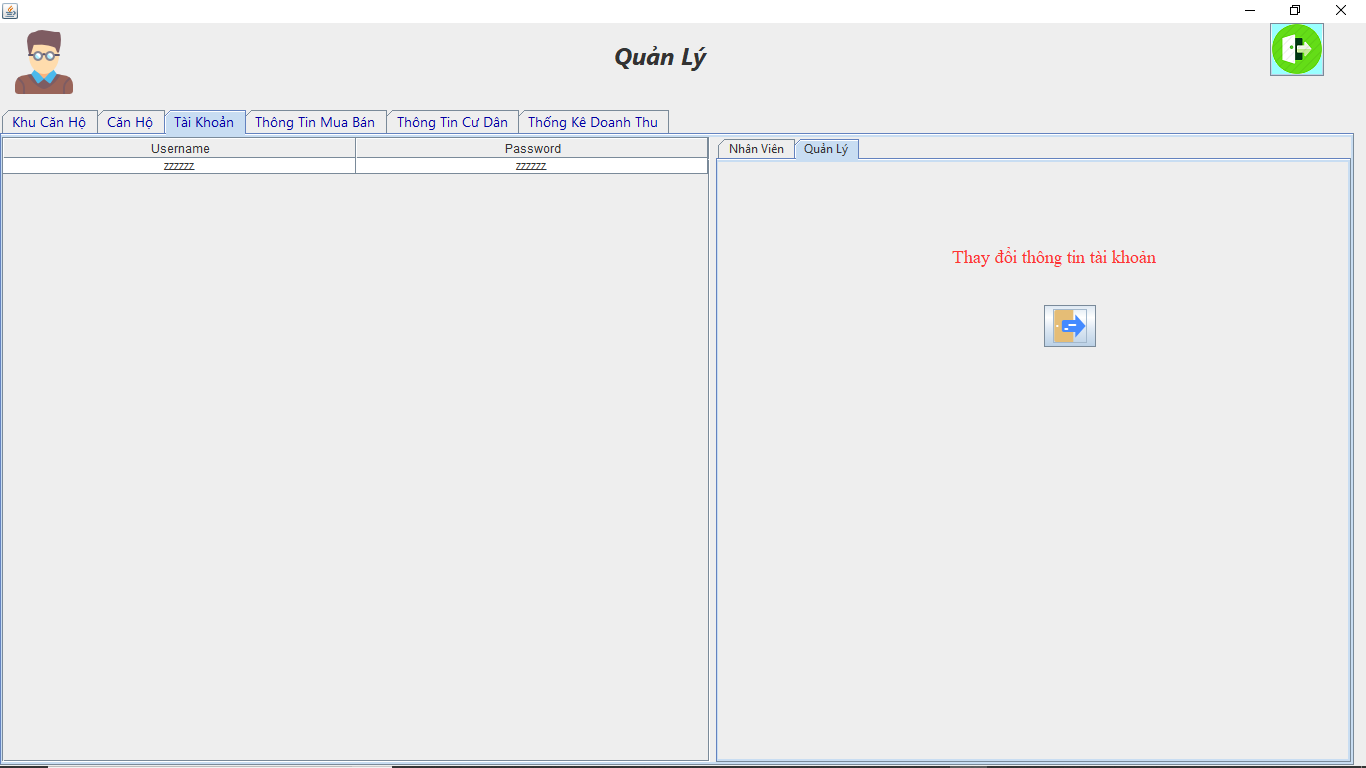 Quản Lý
Khu Căn Hộ Căn Hộ Tài Khoản Thông Tin Mua Bán Thông Tin Cư Dân Thống Kê Doanh Thu
Username Password
zzzzzz zzzzzz
Nhân Viên Quản Lý
Thay đổi thông tin tài khoản